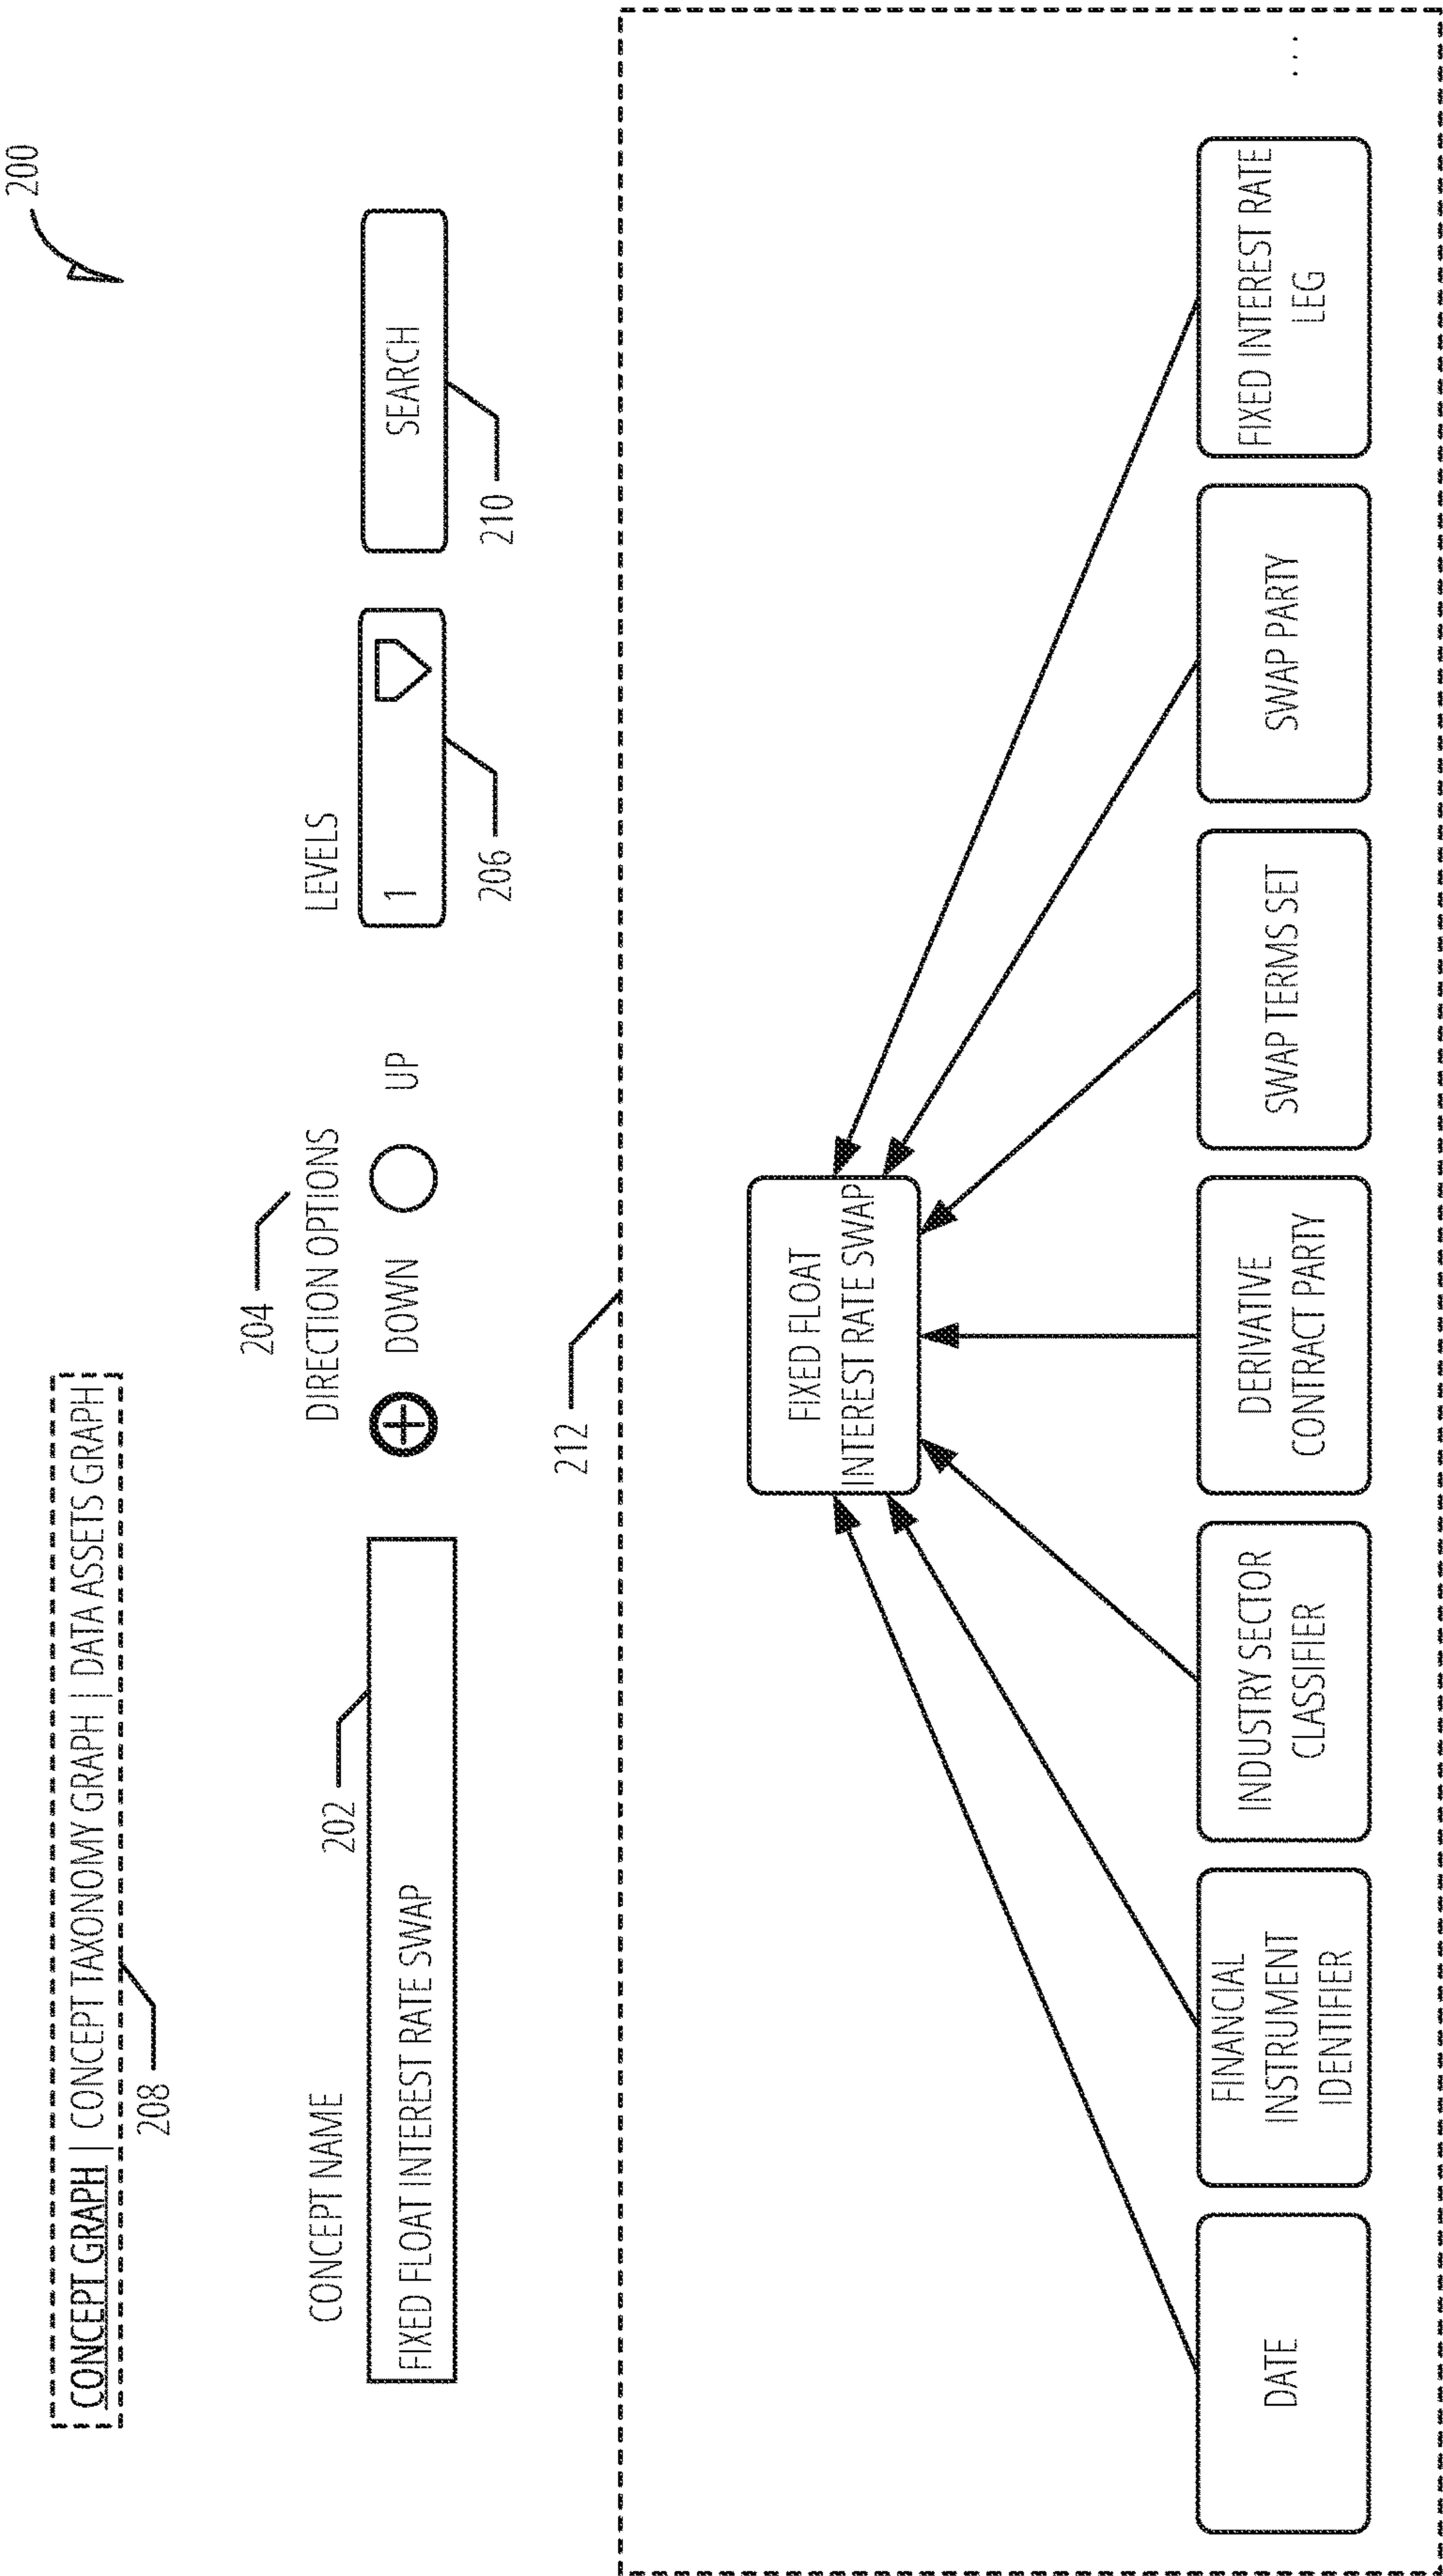 200
CONCEPT GRAPH | CONCEPT TAXONOMY GRAPH | DATA ASSETS GRAPH
208
204
CONCEPT NAME
202
DIRECTION OPTIONS
LEVELS
FIXED FLOAT INTEREST RATE SWAP
DOWN
UP
1
SEARCH
206
210
212
FIXED FLOAT
INTEREST RATE SWAP
DATE
FINANCIAL
INSTRUMENT
IDENTIFIER
INDUSTRY SECTOR
CLASSIFIER
DERIVATIVE
CONTRACT PARTY
SWAP TERMS SET
SWAP PARTY
FIXED INTEREST RATE
LEG
...